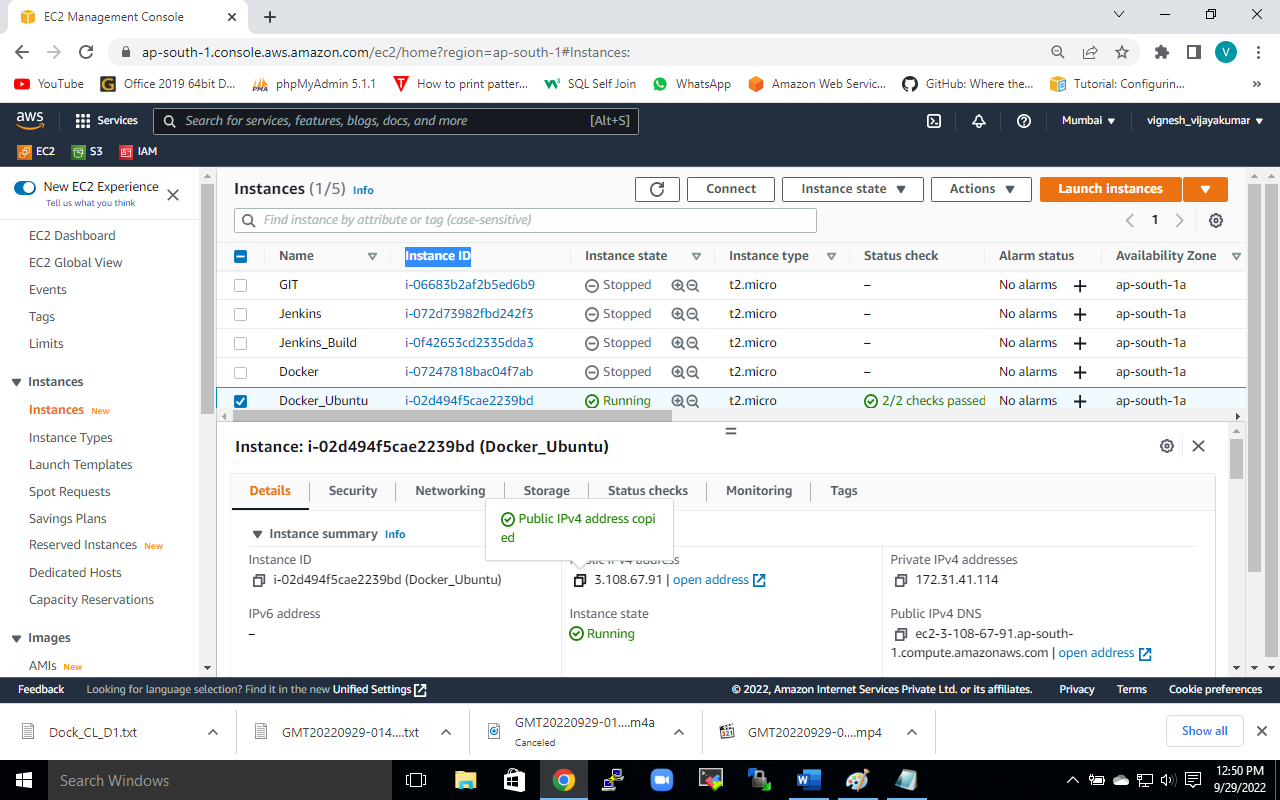 EC2 Management Console
ap-south-1.console.aws.amazon.com/ec2/home?region=ap-south-1#Instances:
V
YouTube
Office 2019 64bit D...
phpMyAdmin 5.1.1
How to print patter...
SQL Self Join
WhatsApp
Amazon Web Servic...
GitHub: Where the...
Tutorial: Configurin...
»
aws
Services
Search for services, features, blogs, docs, and more
[Alt+S]
Mumbai
vignesh_vijayakumar
EC2
S3
IAM
New EC2 Experience
Tell us what you think
EC2 Dashboard
EC2 Global View
Events
Tags
Limits
Instances
Instances New
Instance Types
Launch Templates
Spot Requests
Savings Plans
Reserved Instances New
Dedicated Hosts
Capacity Reservations
Images
AMIs New
Instances (1/5) Info
Connect
Instance state
Actions
Launch instances
Find instance by attribute or tag (case-sensitive)
1
Name Instance ID Instance state Instance type Status check Alarm status Availability Zone
GIT i-06683b2af2b5ed6b9 Stopped t2.micro – No alarms + ap-south-1a
Jenkins i-072d73982fbd242f3 Stopped t2.micro – No alarms + ap-south-1a
Jenkins_Build i-0f42653cd2335dda3 Stopped t2.micro – No alarms + ap-south-1a
Docker i-07247818bac04f7ab Stopped t2.micro – No alarms + ap-south-1a
Docker_Ubuntu i-02d494f5cae2239bd Running t2.micro 2/2 checks passed No alarms + ap-south-1a
Instance: i-02d494f5cae2239bd (Docker_Ubuntu)
Details Security Networking Storage Status checks Monitoring Tags
Public IPv4 address copi
ed
Instance summary Info
Instance ID
i-02d494f5cae2239bd (Docker_Ubuntu)
Public IPv4 address
3.108.67.91 | open address
Private IPv4 addresses
172.31.41.114
IPv6 address
–
Instance state
Running
Public IPv4 DNS
ec2-3-108-67-91.ap-south-
1.compute.amazonaws.com | open address
Feedback
Looking for language selection? Find it in the new Unified Settings
© 2022, Amazon Internet Services Private Ltd. or its affiliates.
Privacy
Terms
Cookie preferences
Dock_CL_D1.txt
GMT20220929-014....txt
GMT20220929-01....m4a
Canceled
GMT20220929-0....mp4
Show all
Search Windows
12:50 PM
9/29/2022